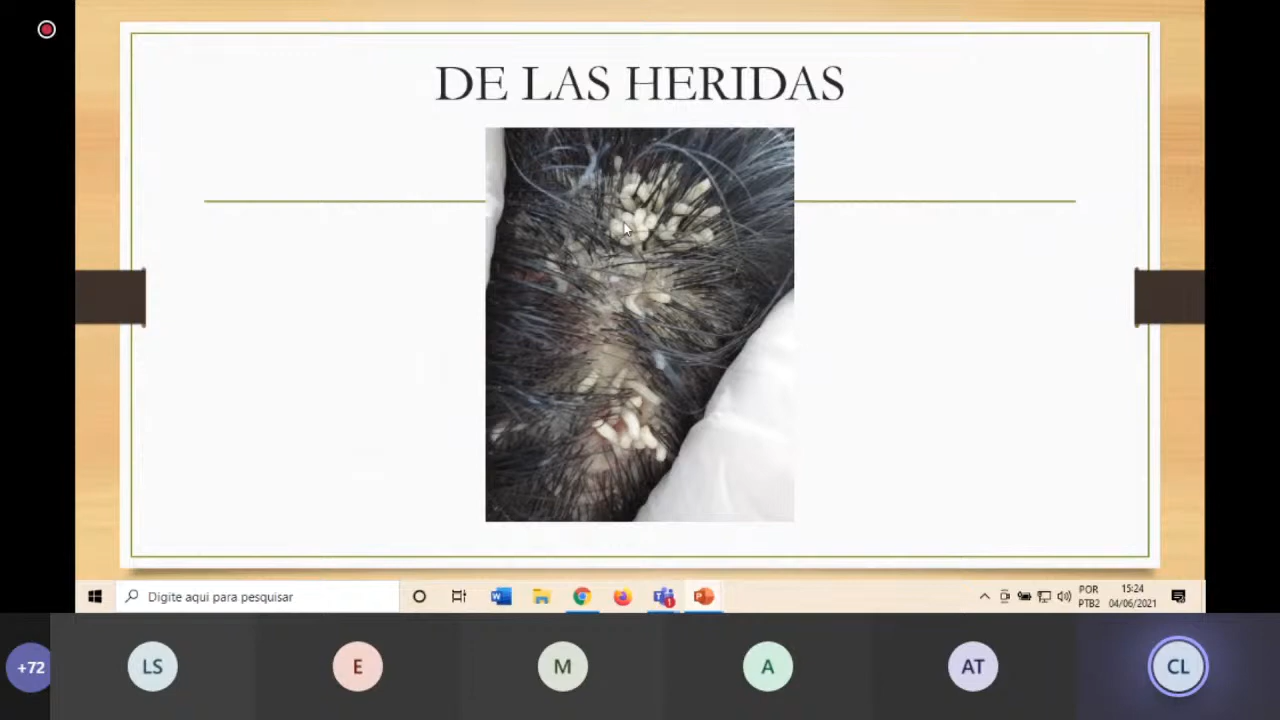 DE LAS HERIDAS
Digite aqui para pesquisar
POR
PTB2
15:24
04/06/2021
+72
LS
E
M
A
AT
CL